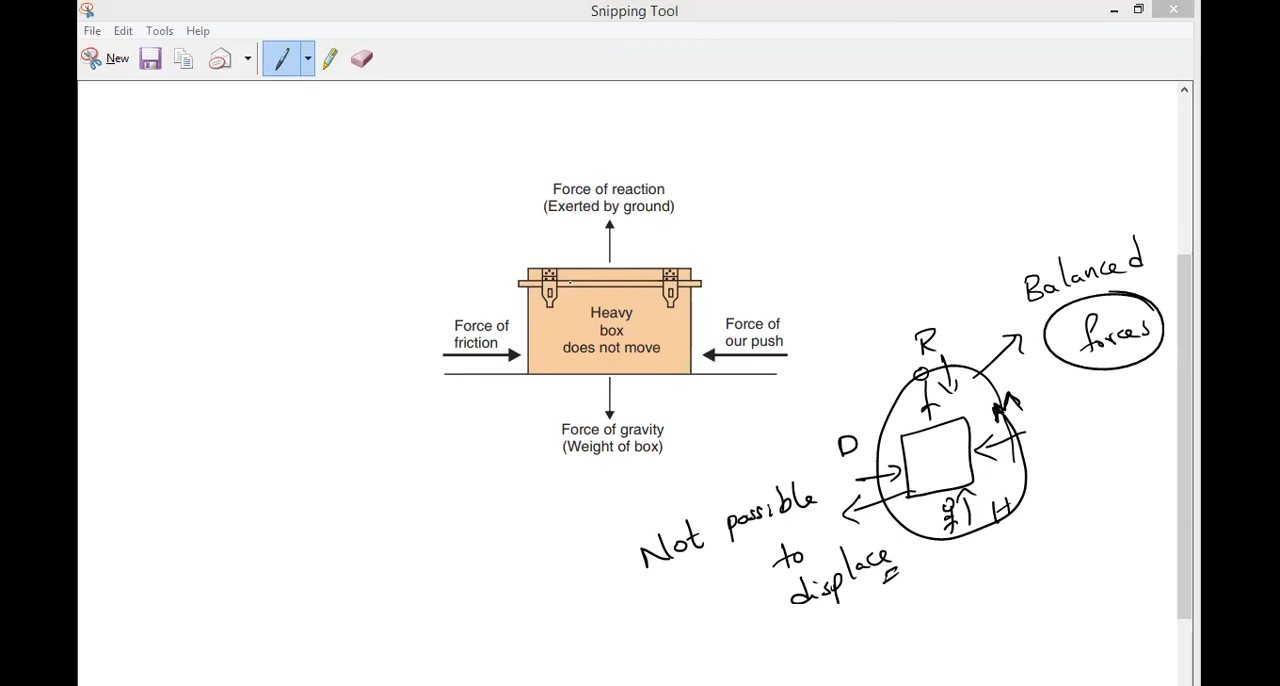 Snipping Tool
File Edit Tools Help
New
Force of reaction
(Exerted by ground)
Heavy
box
does not move
Force of
friction
Force of
our push
Force of gravity
(Weight of box)
Balanced
forces
R
M
D
H
Not possible
to
displace